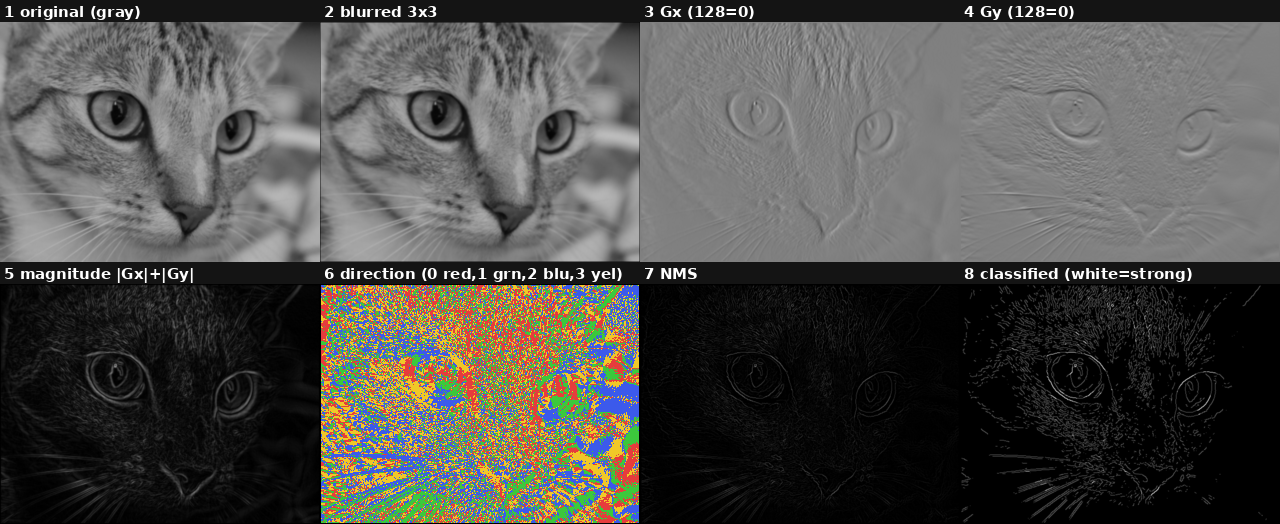 1 original (gray)
2 blurred 3x3
3 Gx (128=0)
4 Gy (128=0)
5 magnitude |Gx|+|Gy|
6 direction (0 red,1 grn,2 blu,3 yel)
7 NMS
8 classified (white=strong)